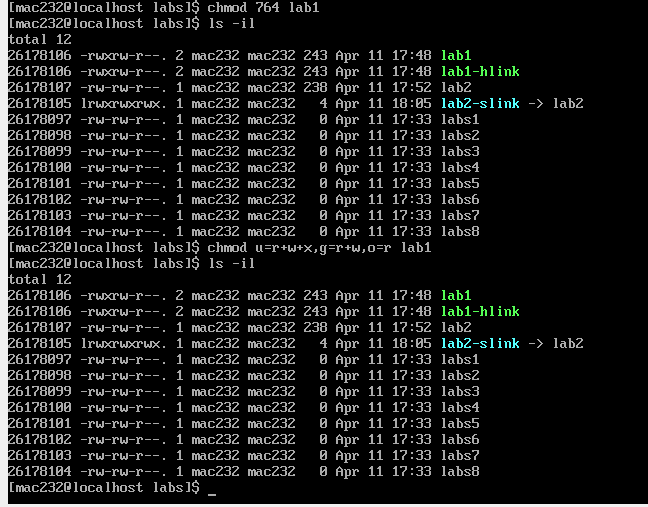 [mac232@localhost labs]$ chmod 764 lab1
[mac232@localhost labs]$ ls -il
total 12
26178106 -rwxrw-r--. 2 mac232 mac232 243 Apr 11 17:48 lab1
26178106 -rwxrw-r--. 2 mac232 mac232 243 Apr 11 17:48 lab1-hlink
26178107 -rw-rw-r--. 1 mac232 mac232 238 Apr 11 17:52 lab2
26178105 lrwxrwxrwx. 1 mac232 mac232   4 Apr 11 18:05 lab2-slink -> lab2
26178097 -rw-rw-r--. 1 mac232 mac232   0 Apr 11 17:33 labs1
26178098 -rw-rw-r--. 1 mac232 mac232   0 Apr 11 17:33 labs2
26178099 -rw-rw-r--. 1 mac232 mac232   0 Apr 11 17:33 labs3
26178100 -rw-rw-r--. 1 mac232 mac232   0 Apr 11 17:33 labs4
26178101 -rw-rw-r--. 1 mac232 mac232   0 Apr 11 17:33 labs5
26178102 -rw-rw-r--. 1 mac232 mac232   0 Apr 11 17:33 labs6
26178103 -rw-rw-r--. 1 mac232 mac232   0 Apr 11 17:33 labs7
26178104 -rw-rw-r--. 1 mac232 mac232   0 Apr 11 17:33 labs8
[mac232@localhost labs]$ chmod u=r+w+x,g=r+w,o=r lab1
[mac232@localhost labs]$ ls -il
total 12
26178106 -rwxrw-r--. 2 mac232 mac232 243 Apr 11 17:48 lab1
26178106 -rwxrw-r--. 2 mac232 mac232 243 Apr 11 17:48 lab1-hlink
26178107 -rw-rw-r--. 1 mac232 mac232 238 Apr 11 17:52 lab2
26178105 lrwxrwxrwx. 1 mac232 mac232   4 Apr 11 18:05 lab2-slink -> lab2
26178097 -rw-rw-r--. 1 mac232 mac232   0 Apr 11 17:33 labs1
26178098 -rw-rw-r--. 1 mac232 mac232   0 Apr 11 17:33 labs2
26178099 -rw-rw-r--. 1 mac232 mac232   0 Apr 11 17:33 labs3
26178100 -rw-rw-r--. 1 mac232 mac232   0 Apr 11 17:33 labs4
26178101 -rw-rw-r--. 1 mac232 mac232   0 Apr 11 17:33 labs5
26178102 -rw-rw-r--. 1 mac232 mac232   0 Apr 11 17:33 labs6
26178103 -rw-rw-r--. 1 mac232 mac232   0 Apr 11 17:33 labs7
26178104 -rw-rw-r--. 1 mac232 mac232   0 Apr 11 17:33 labs8
[mac232@localhost labs]$ _